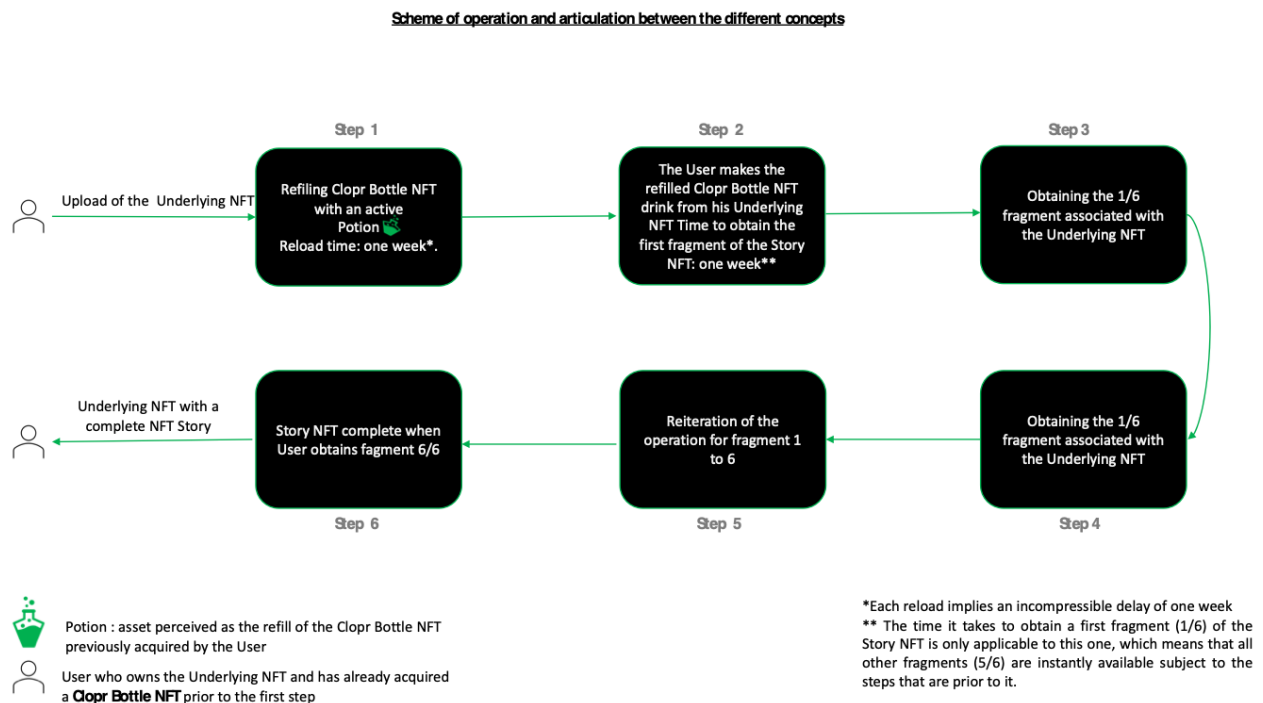 Scheme of operation and articulation between the different concepts
Step 1
Step 2
Step 3
Upload of the Underlying NFT
Refiling Clopr Bottle NFT
with an active
Potion
Reload time: one week*.
The User makes the
refilled Clopr Bottle NFT
drink from his Underlying
NFT Time to obtain the
first fragment of the Story
NFT: one week**
Obtaining the 1/6
fragment associated with
the Underlying NFT
Underlying NFT with a
complete NFT Story
Story NFT complete when
User obtains fagment 6/6
Reiteration of the
operation for fragment 1
to 6
Obtaining the 1/6
fragment associated with
the Underlying NFT
Step 6
Step 5
Step 4
Potion : asset perceived as the refill of the Clopr Bottle NFT
previously acquired by the User
User who owns the Underlying NFT and has already acquired
a Clopr Bottle NFT prior to the first step
*Each reload implies an incompressible delay of one week
** The time it takes to obtain a first fragment (1/6) of the
Story NFT is only applicable to this one, which means that all
other fragments (5/6) are instantly available subject to the
steps that are prior to it.